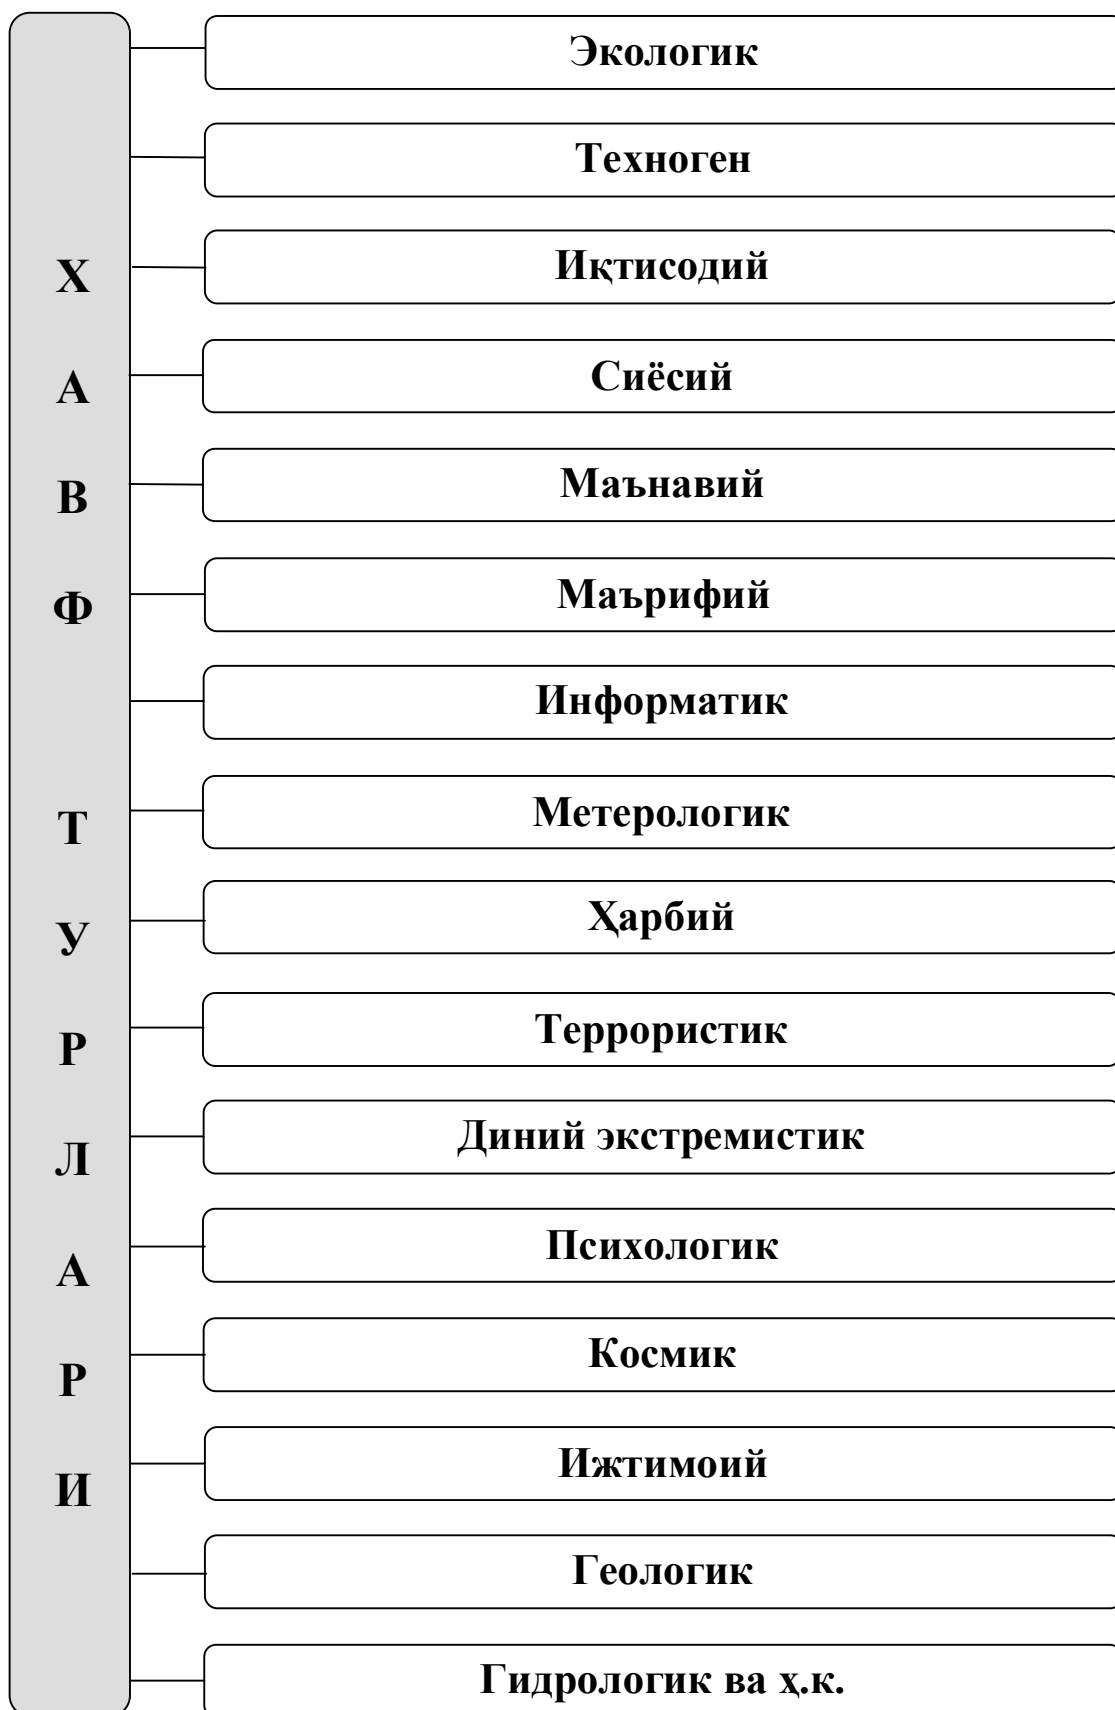 ХАВФ ТУРЛАРИ
Экологик
Техноген
Иқтисодий
Сиёсий
Маънавий
Маърифий
Информатик
Метерологик
Ҳарбий
Террористик
Диний экстремистик
Психологик
Космик
Ижтимоий
Геологик
Гидрологик ва ҳ.к.